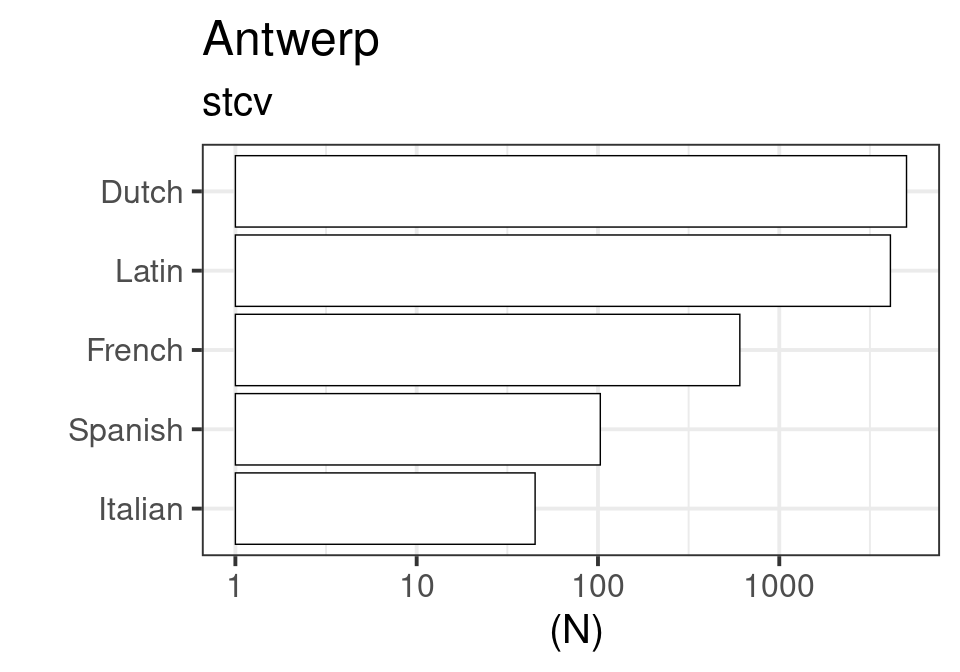 Antwerp
stcv
Dutch
Latin
French
Spanish
Italian
1 10 100 1000
(N)